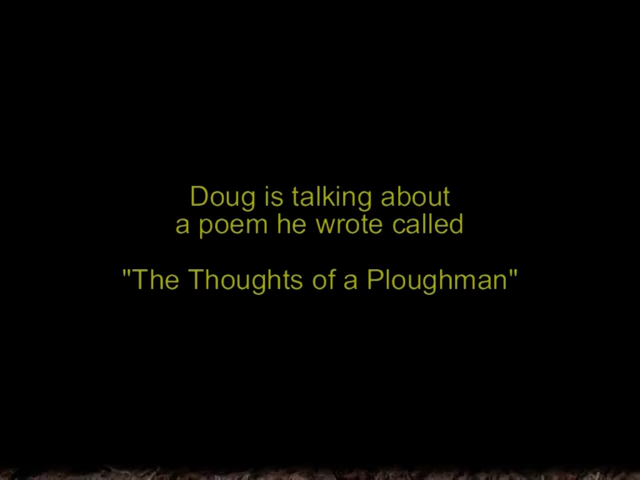 Doug is talking about
a poem he wrote called
"The Thoughts of a Ploughman"